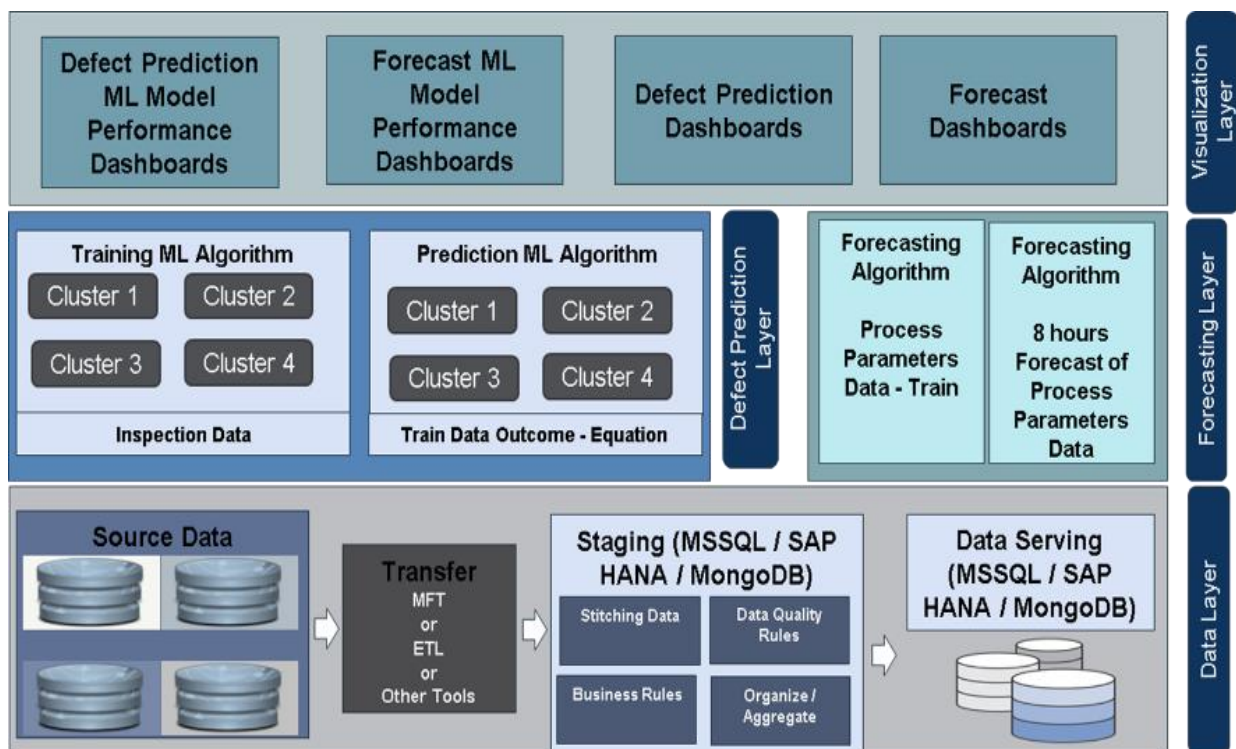 Defect Prediction
ML Model
Performance
Dashboards
Forecast ML
Model
Performance
Dashboards
Defect Prediction
Dashboards
Forecast
Dashboards
Visualization
Layer
Training ML Algorithm
Cluster 1
Cluster 2
Cluster 3
Cluster 4
Inspection Data
Prediction ML Algorithm
Cluster 1
Cluster 2
Cluster 3
Cluster 4
Train Data Outcome - Equation
Defect Prediction
Layer
Forecasting
Algorithm
Process
Parameters
Data - Train
Forecasting
Algorithm
8 hours
Forecast of
Process
Parameters
Data
Forecasting Layer
Source Data
Transfer
MFT
or
ETL
or
Other Tools
Staging (MSSQL / SAP
HANA / MongoDB)
Stitching Data
Data Quality
Rules
Business Rules
Organize /
Aggregate
Data Serving
(MSSQL / SAP
HANA / MongoDB)
Data Layer